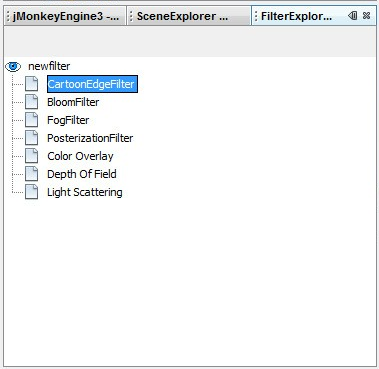 jMonkeyEngine3 -... SceneExplorer ... FilterExplor...
newfilter
CartoonEdgeFilter
BloomFilter
FogFilter
PosterizationFilter
Color Overlay
Depth Of Field
Light Scattering